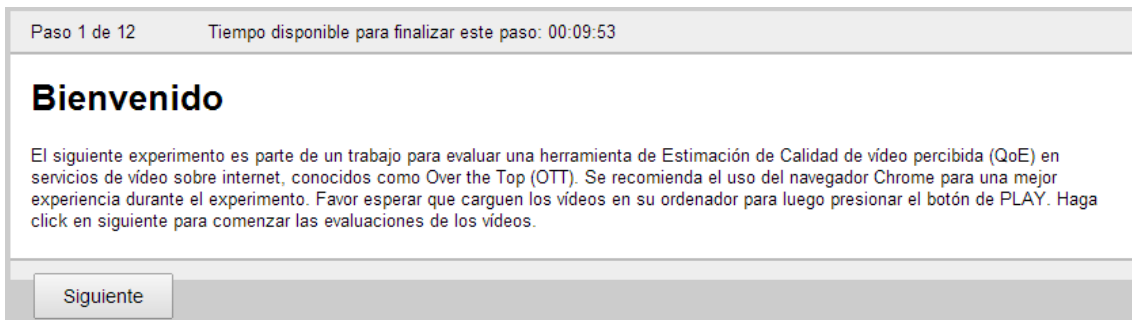 Paso 1 de 12 Tiempo disponible para finalizar este paso: 00:09:53
Bienvenido
El siguiente experimento es parte de un trabajo para evaluar una herramienta de Estimación de Calidad de vídeo percibida (QoE) en
servicios de vídeo sobre internet, conocidos como Over the Top (OTT). Se recomienda el uso del navegador Chrome para una mejor
experiencia durante el experimento. Favor esperar que carguen los vídeos en su ordenador para luego presionar el botón de PLAY. Haga
click en siguiente para comenzar las evaluaciones de los vídeos.
Siguiente